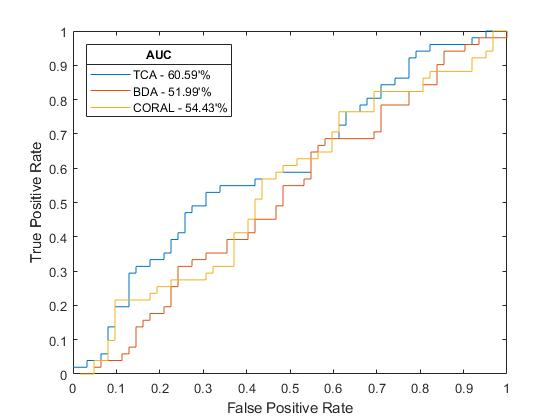 AUC
TCA - 60.59'%
BDA - 51.99'%
CORAL - 54.43'%
1
0.9
0.8
0.7
0.6
0.5
0.4
0.3
0.2
0.1
0
True Positive Rate
0 0.1 0.2 0.3 0.4 0.5 0.6 0.7 0.8 0.9 1
False Positive Rate